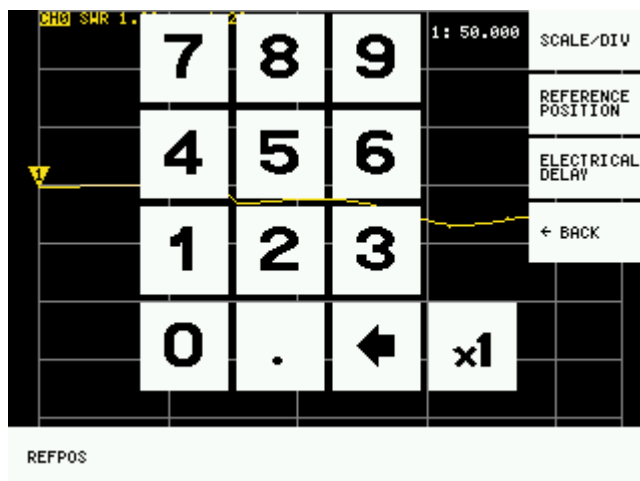 CH0 SWR 1.
1: 50.000
SCALE/DIV
REFERENCE
POSITION
ELECTRICAL
DELAY
← BACK
7 8 9
4 5 6
1 2 3
0 . ← x1
1
REFPOS